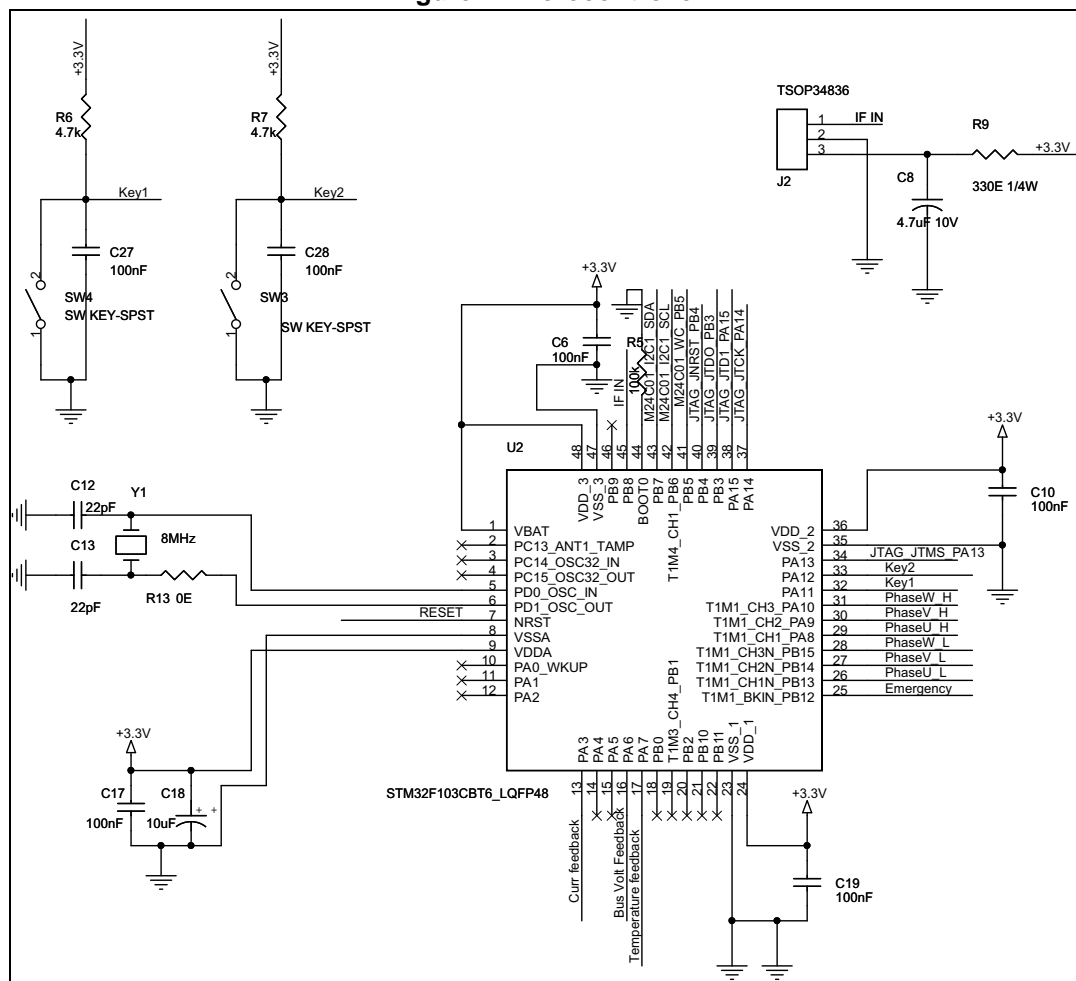 +3.3V
+3.3V
R6
4.7k
R7
4.7k
Key1
Key2
C27
100nF
C28
100nF
2
1
SW4
SW KEY-SPST
2
1
SW3
SW KEY-SPST
TSOP34836
1
2
3
IF IN
J2
R9
330E 1/4W
+3.3V
C8
4.7uF 10V
+3.3V
C6
100nF
IF IN
R5
100k
M24C01_I2C1_SDA
M24C01_I2C1_SCL
M24C01_WC_PB5
JTAG_JNRST_PB4
JTAG_JTDO_PB3
JTAG_JTD1_PA15
JTAG_JTCK_PA14
U2
48
47
46
45
44
43
42
41
40
39
38
37
VDD_3
VSS_3
PB9
PB8
BOOT0
PB7
T1M4_CH1_PB6
PB5
PB4
PB3
PA15
PA14
C12
22pF
Y1
8MHz
C13
22pF
R13 0E
RESET
1 VBAT
2 PC13_ANT1_TAMP
3 PC14_OSC32_IN
4 PC15_OSC32_OUT
5 PD0_OSC_IN
6 PD1_OSC_OUT
7 NRST
8 VSSA
9 VDDA
10 PA0_WKUP
11 PA1
12 PA2
VDD_2 36
VSS_2 35
PA13 34 JTAG_JTMS_PA13
PA12 33 Key2
PA11 32 Key1
T1M1_CH3_PA10 31 PhaseW_H
T1M1_CH2_PA9 30 PhaseV_H
T1M1_CH1_PA8 29 PhaseU_H
T1M1_CH3N_PB15 28 PhaseW_L
T1M1_CH2N_PB14 27 PhaseV_L
T1M1_CH1N_PB13 26 PhaseU_L
T1M1_BKIN_PB12 25 Emergency
+3.3V
C10
100nF
PA3
PA4
PA5
PA6
PA7
PB0
T1M3_CH4_PB1
PB2
PB10
PB11
VSS_1
VDD_1
13
14
15
16
17
18
19
20
21
22
23
24
STM32F103CBT6_LQFP48
+3.3V
C17
100nF
C18
10uF
+ +
Curr feedback
Bus Volt Feedback
Temperature feedback
+3.3V
C19
100nF